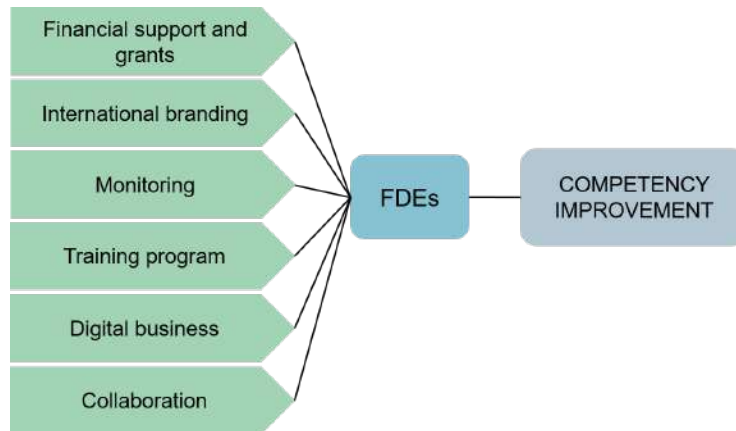 Financial support and
grants
International branding
Monitoring
Training program
Digital business
Collaboration
FDEs
COMPETENCY
IMPROVEMENT